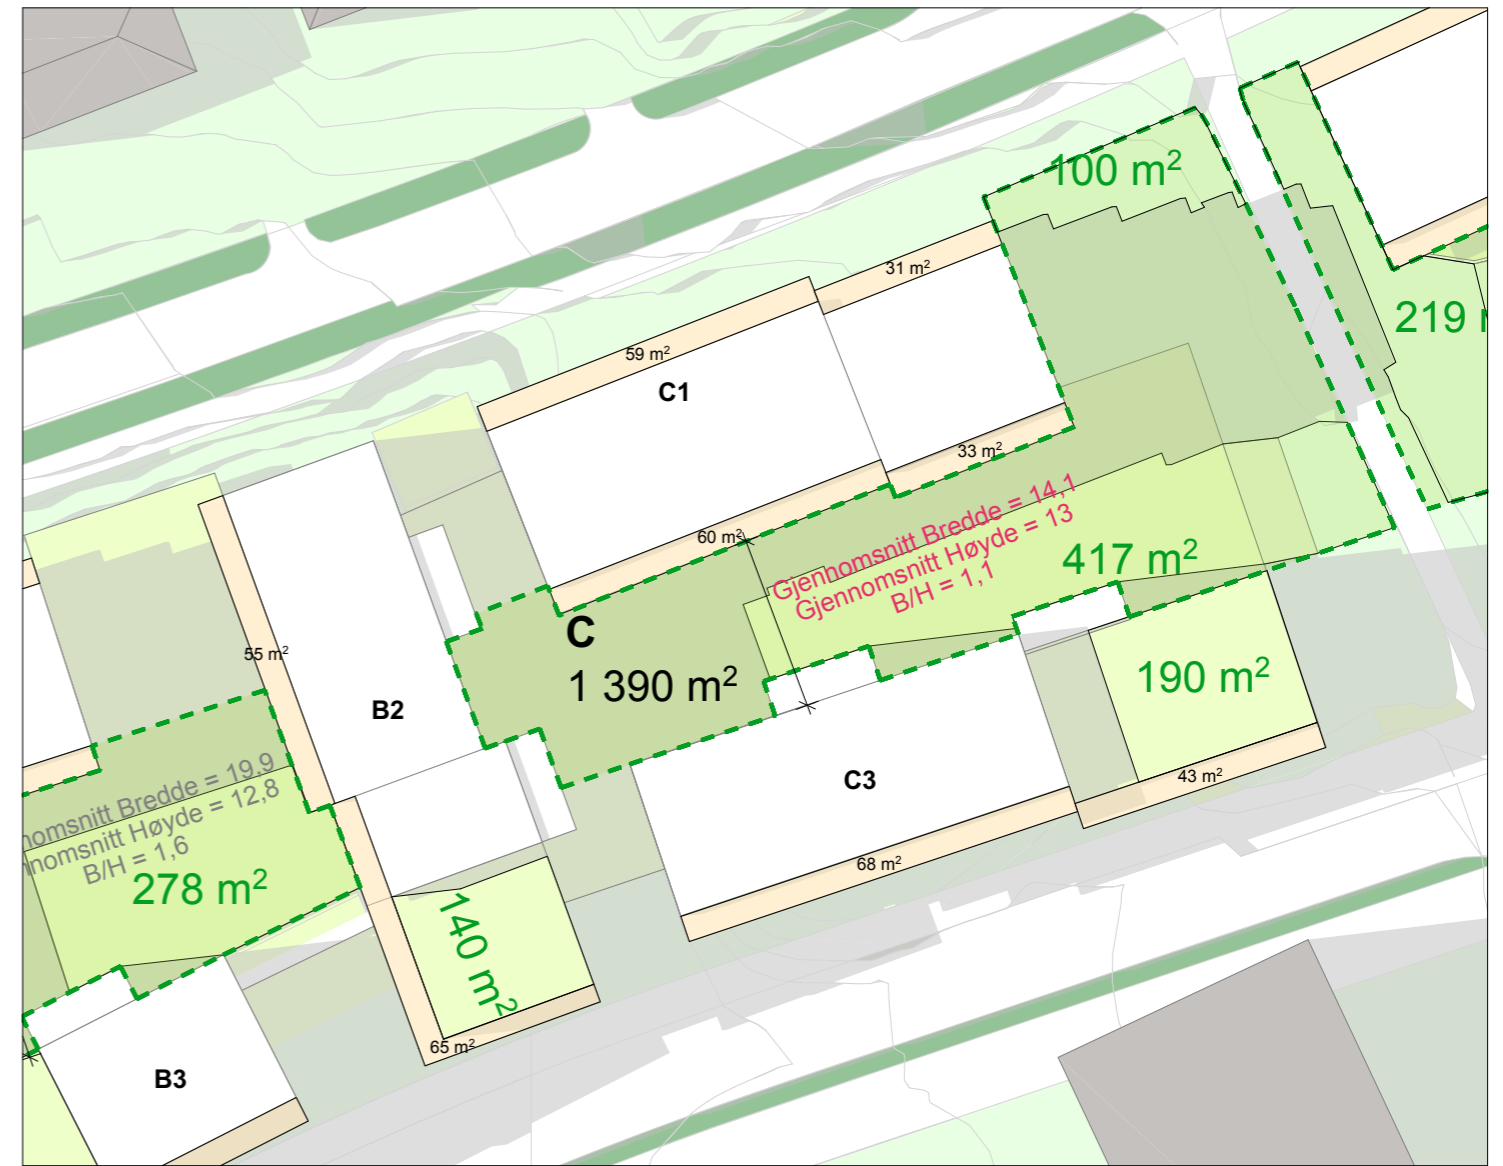 100 m²
31 m²
219
59 m²
C1
33 m²
60 m²
Gjennomsnitt Bredde = 14,1
Gjennomsnitt Høyde = 13
B/H = 1,1
417 m²
C
1 390 m²
55 m²
B2
190 m²
nomsnitt Bredde = 19,9
nnomsnitt Høyde = 12,8
B/H = 1,6
278 m²
C3
43 m²
68 m²
140 m²
65 m²
B3